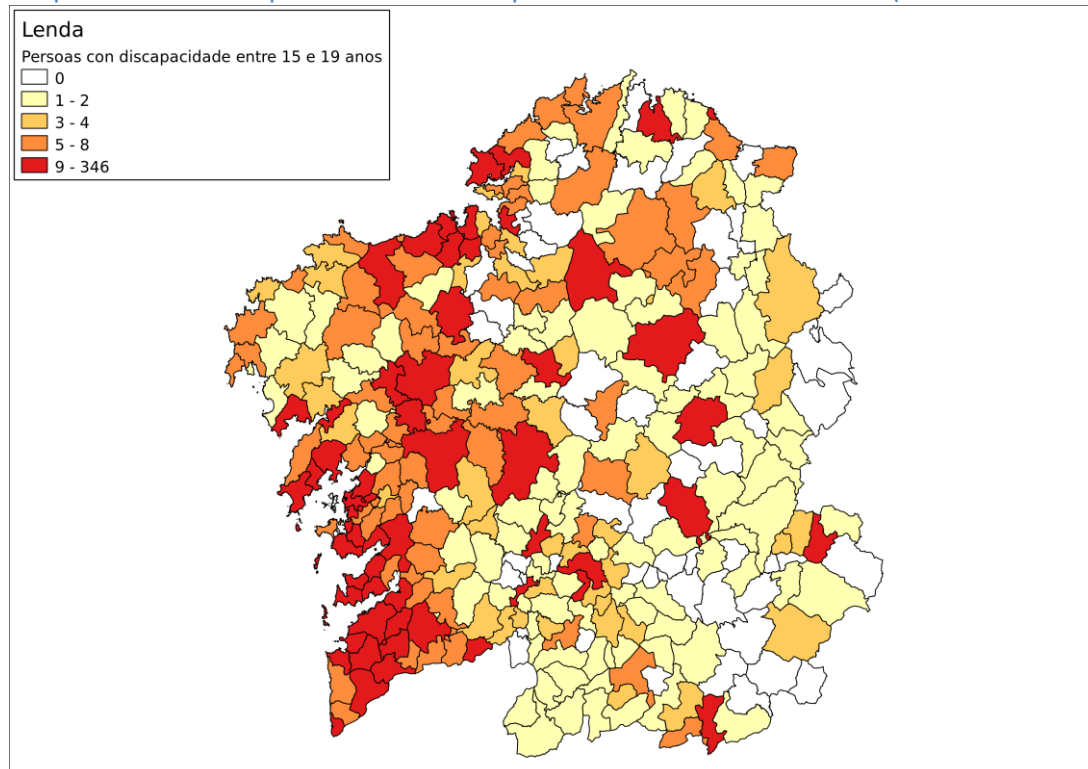 Lenda
Persoas con discapacidade entre 15 e 19 anos
0
1 - 2
3 - 4
5 - 8
9 - 346